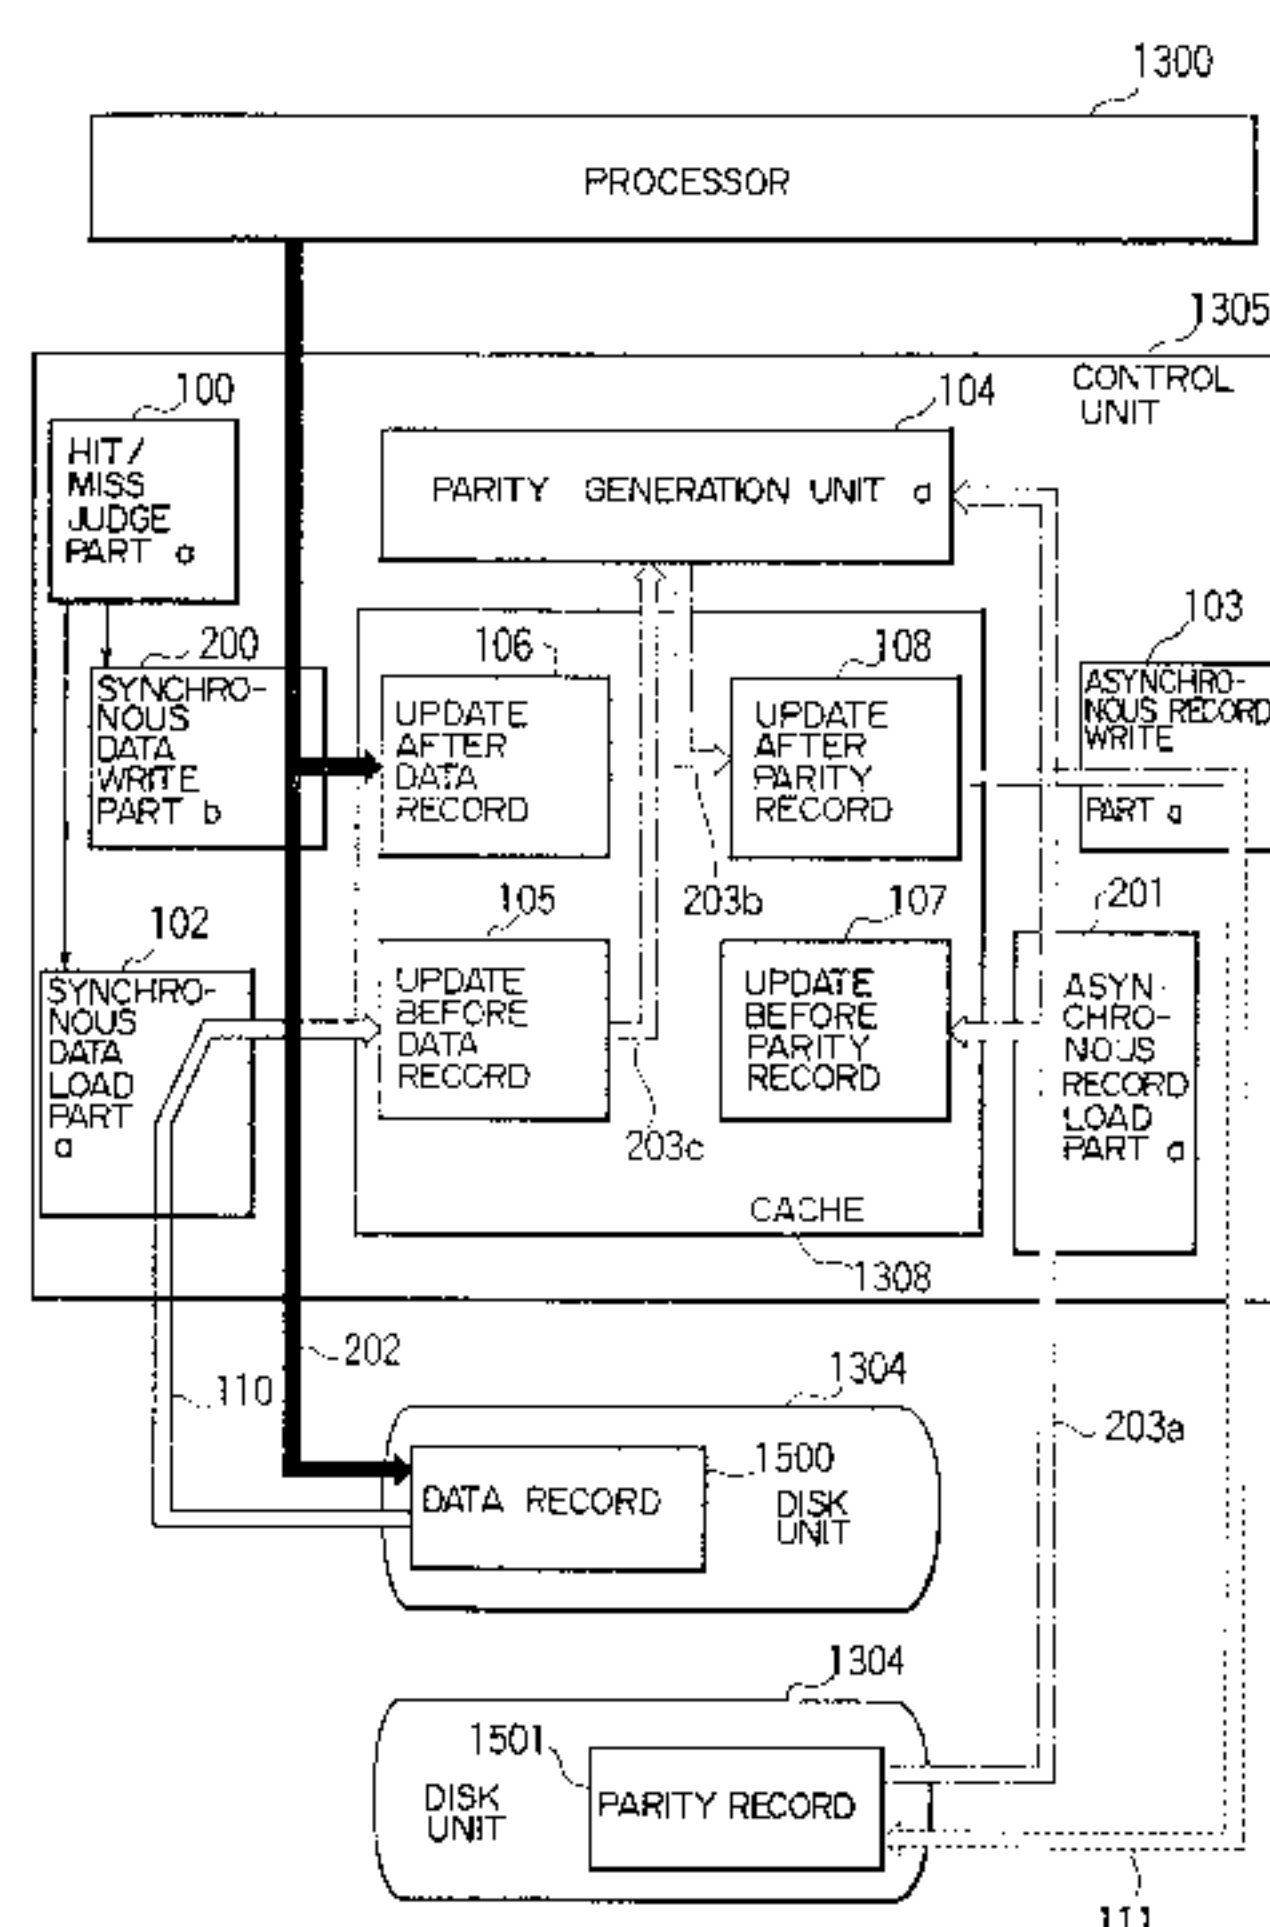 1300
PROCESSOR
1305
CONTROL
UNIT
100
HIT/
MISS
JUDGE
PART a
104
PARITY GENERATION UNIT a
103
ASYNCHRO-
NOUS RECORD
WRITE
PART a
200
SYNCHRO-
NOUS
DATA
WRITE
PART b
106
UPDATE
AFTER
DATA
RECORD
108
UPDATE
AFTER
PARITY
RECORD
203b
102
SYNCHRO-
NOUS
DATA
LOAD
PART
a
105
UPDATE
BEFORE
DATA
RECORD
203c
107
UPDATE
BEFORE
PARITY
RECORD
201
ASYN-
CHRO-
NOUS
RECORD
LOAD
PART a
CACHE
1308
202
110
1304
1500
DATA RECORD
DISK
UNIT
203a
1304
1501
PARITY RECORD
DISK
UNIT
111